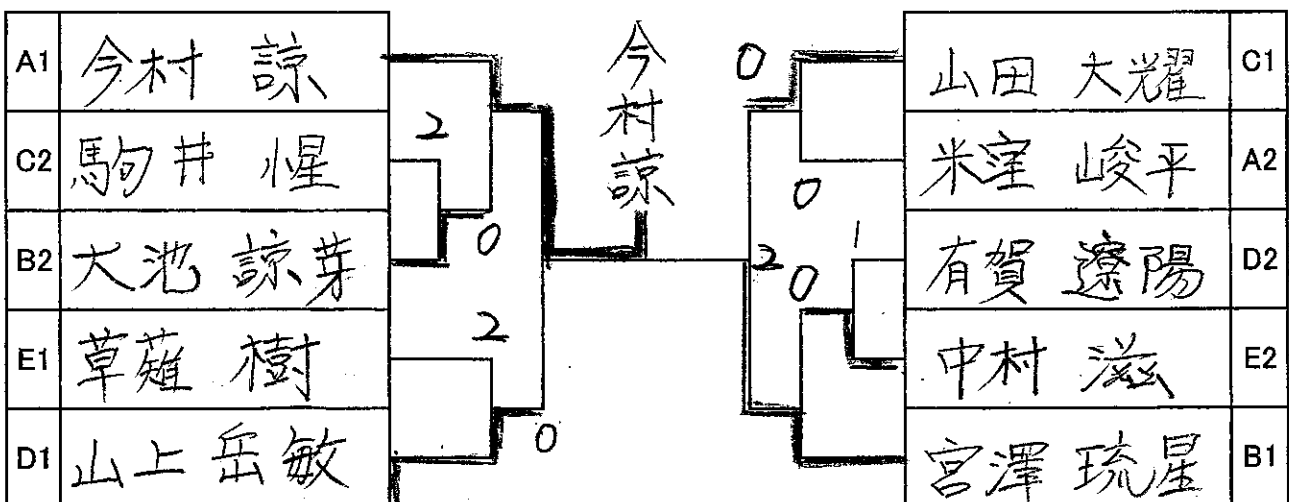 A1 今村 諒
C2 駒井 惺
B2 大池 諒芽
E1 草薙 樹
D1 山上 岳敏
2
0
2
0
今村諒
0
0
1
2
0
山田 大耀 C1
米窪 峻平 A2
有賀 遼陽 D2
中村 滋 E2
宮澤 琉星 B1